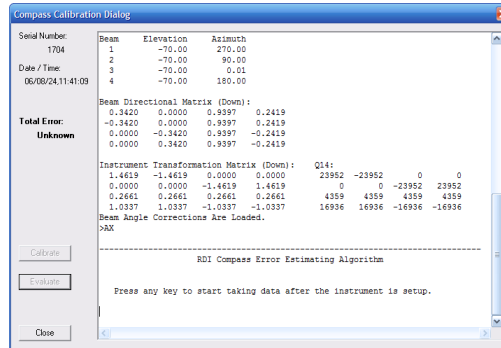 Compass Calibration Dialog
Serial Number:
1704
Date / Time:
06/08/24,11:41:09
Total Error:
Unknown
Calibrate
Evaluate
Close
Beam Elevation Azimuth
1 -70.00 270.00
2 -70.00 90.00
3 -70.00 0.01
4 -70.00 180.00
Beam Directional Matrix (Down):
0.3420 0.0000 0.9397 0.2419
-0.3420 0.0000 0.9397 0.2419
0.0000 -0.3420 0.9397 -0.2419
0.0000 0.3420 0.9397 -0.2419
Instrument Transformation Matrix (Down): Q14:
1.4619 -1.4619 0.0000 0.0000 23952 -23952 0 0
0.0000 0.0000 -1.4619 1.4619 0 0 -23952 23952
0.2661 0.2661 0.2661 0.2661 4359 4359 4359 4359
1.0337 1.0337 -1.0337 -1.0337 16936 16936 -16936 -16936
Beam Angle Corrections Are Loaded.
>AX
--------------------------------------------------------------------------------
RDI Compass Error Estimating Algorithm
Press any key to start taking data after the instrument is setup.